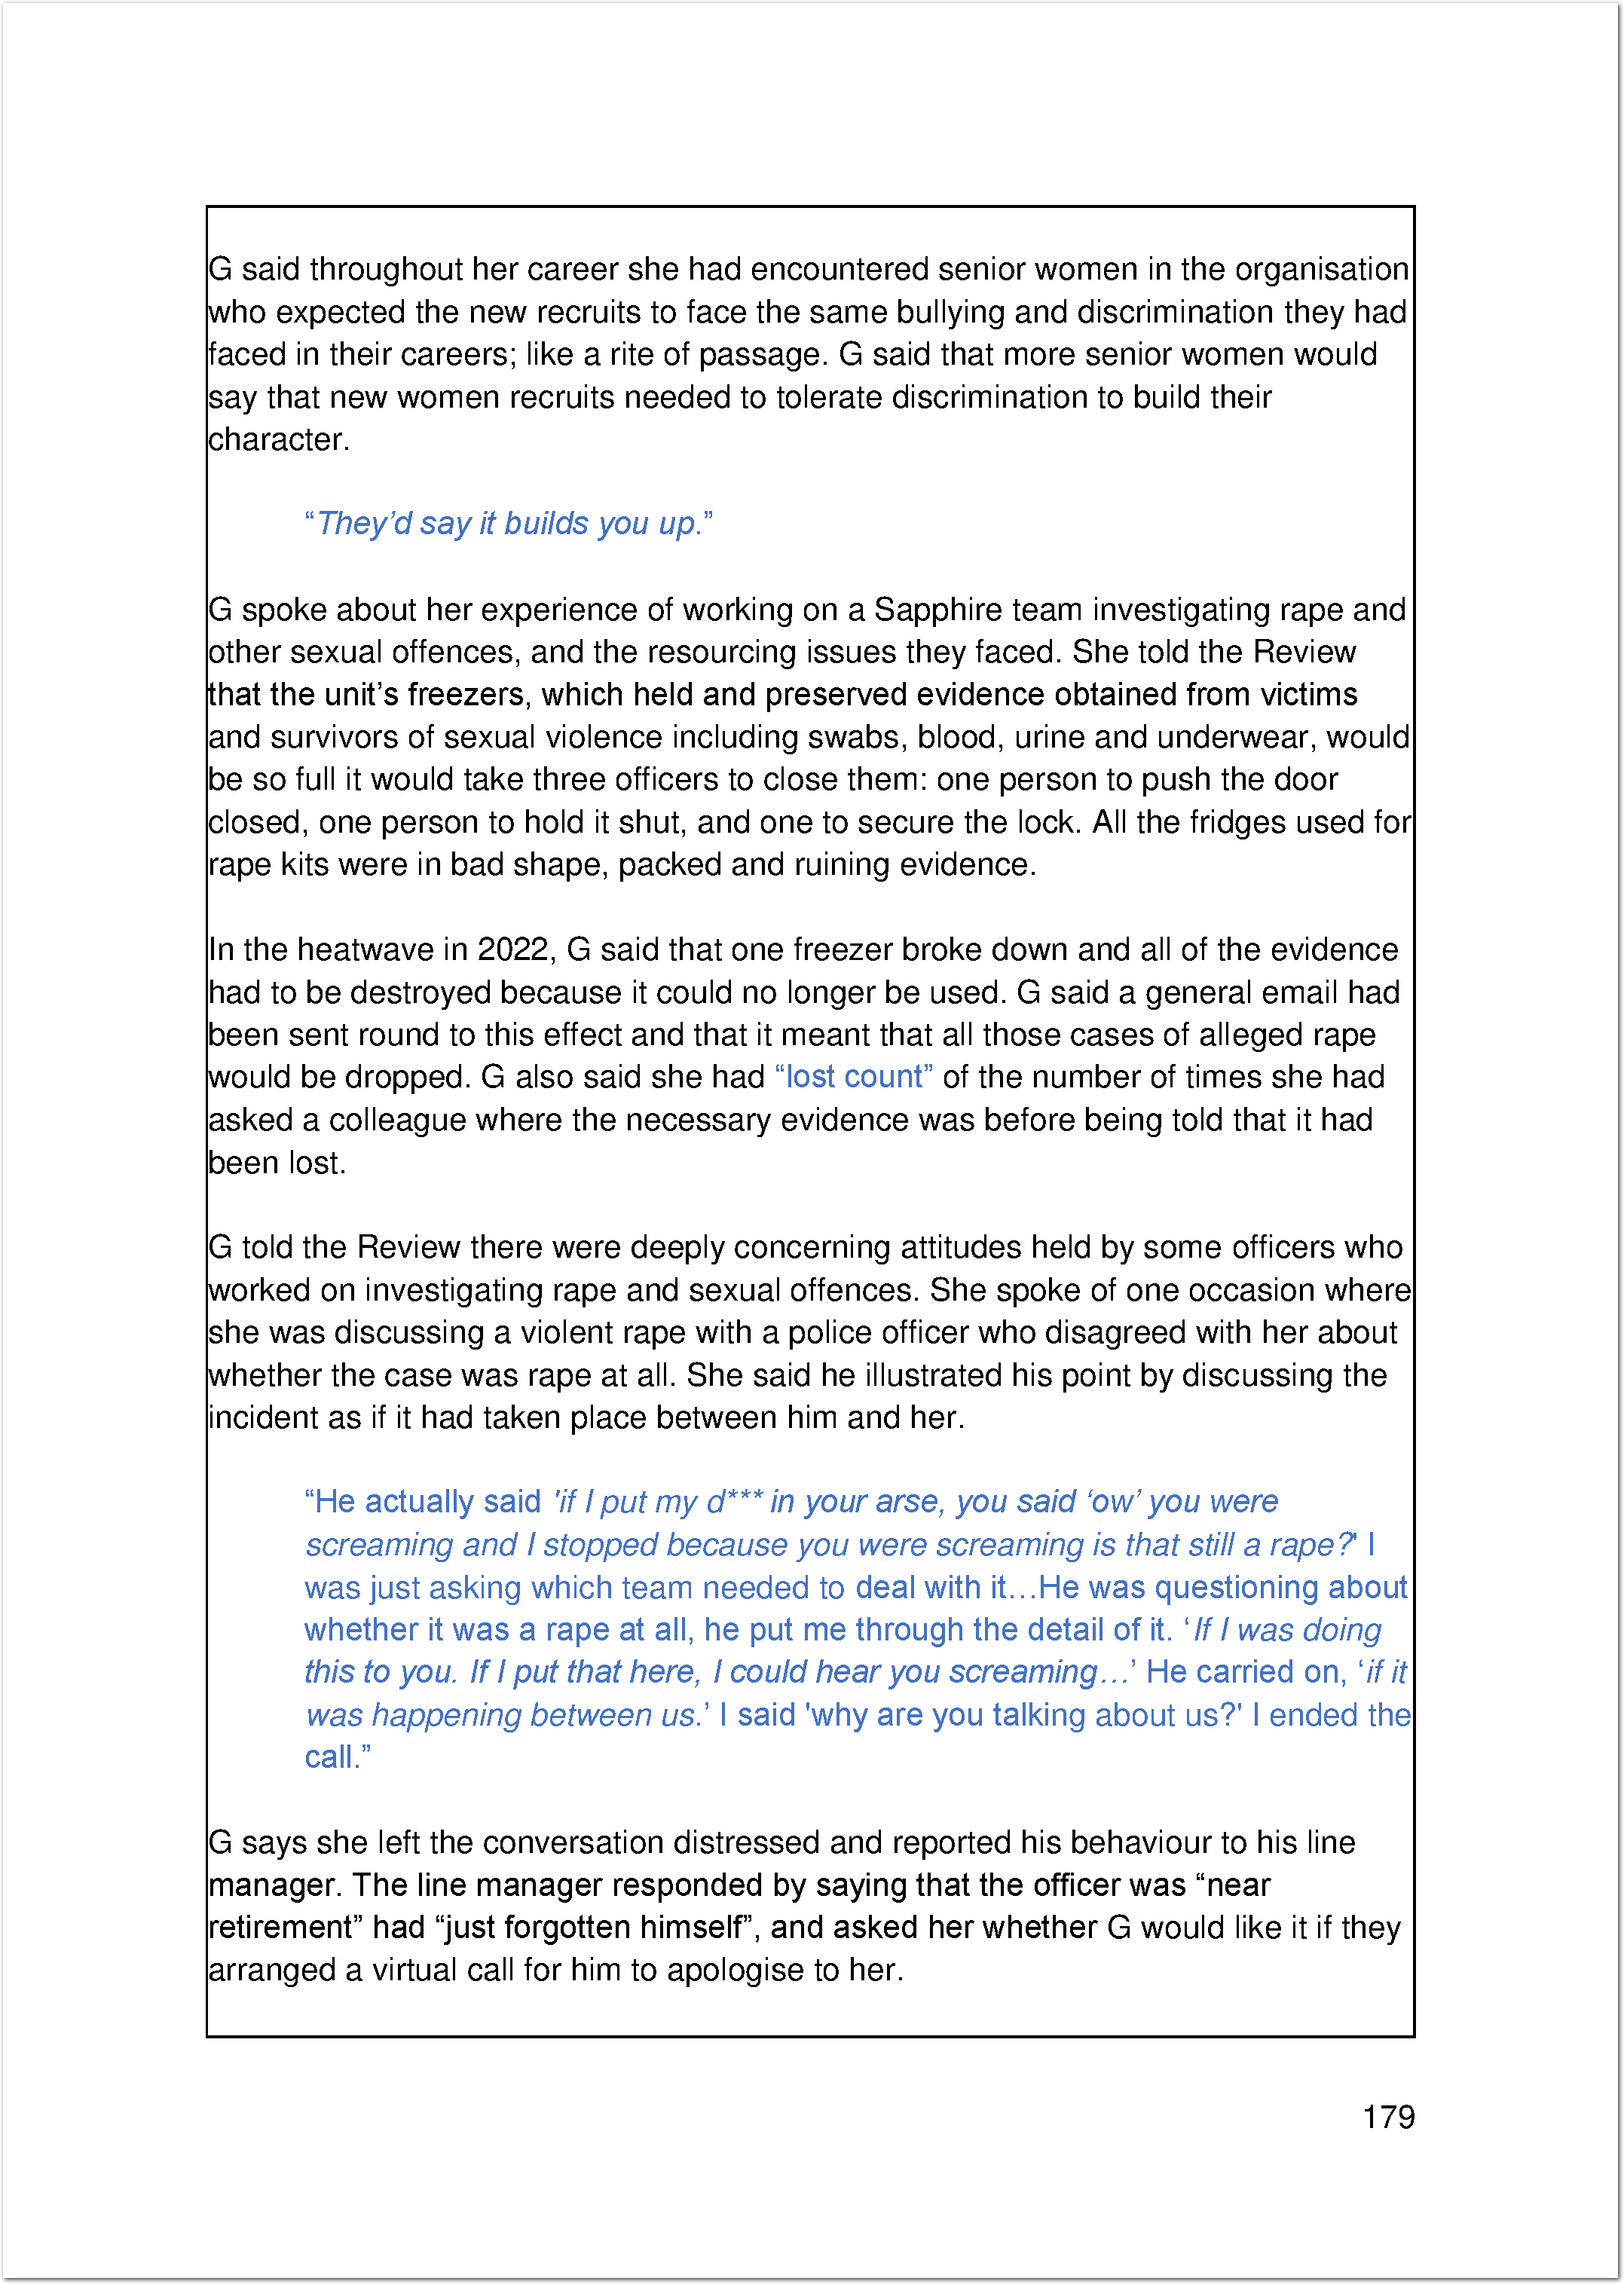 G said throughout her career she had encountered senior women in the organisation
who expected the new recruits to face the same bullying and discrimination they had
faced in their careers; like a rite of passage. G said that more senior women would
say that new women recruits needed to tolerate discrimination to build their
character.
“They’d say it builds you up.”
G spoke about her experience of working on a Sapphire team investigating rape and
other sexual offences, and the resourcing issues they faced. She told the Review
that the unit’s freezers, which held and preserved evidence obtained from victims
and survivors of sexual violence including swabs, blood, urine and underwear, would
be so full it would take three officers to close them: one person to push the door
closed, one person to hold it shut, and one to secure the lock. All the fridges used for
rape kits were in bad shape, packed and ruining evidence.
In the heatwave in 2022, G said that one freezer broke down and all of the evidence
had to be destroyed because it could no longer be used. G said a general email had
been sent round to this effect and that it meant that all those cases of alleged rape
would be dropped. G also said she had “lost count” of the number of times she had
asked a colleague where the necessary evidence was before being told that it had
been lost.
G told the Review there were deeply concerning attitudes held by some officers who
worked on investigating rape and sexual offences. She spoke of one occasion where
she was discussing a violent rape with a police officer who disagreed with her about
whether the case was rape at all. She said he illustrated his point by discussing the
incident as if it had taken place between him and her.
“He actually said 'if I put my d*** in your arse, you said ‘ow’ you were
screaming and I stopped because you were screaming is that still a rape?' I
was just asking which team needed to deal with it…He was questioning about
whether it was a rape at all, he put me through the detail of it. ‘If I was doing
this to you. If I put that here, I could hear you screaming…’ He carried on, ‘if it
was happening between us.’ I said 'why are you talking about us?' I ended the
call.”
G says she left the conversation distressed and reported his behaviour to his line
manager. The line manager responded by saying that the officer was “near
retirement” had “just forgotten himself”, and asked her whether G would like it if they
arranged a virtual call for him to apologise to her.
179